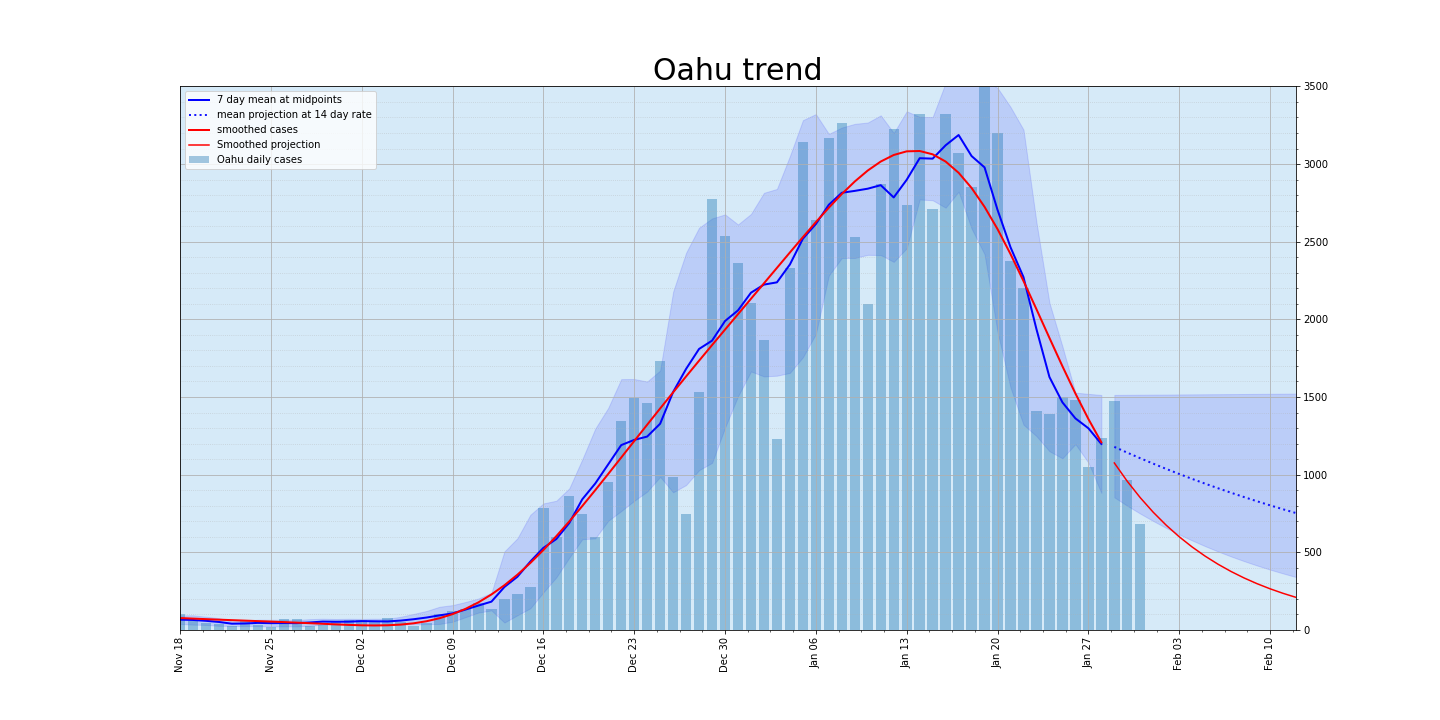 Oahu trend
7 day mean at midpoints
mean projection at 14 day rate
smoothed cases
Smoothed projection
Oahu daily cases
3500
3000
2500
2000
1500
1000
500
0
Nov 18
Nov 25
Dec 02
Dec 09
Dec 16
Dec 23
Dec 30
Jan 06
Jan 13
Jan 20
Jan 27
Feb 03
Feb 10